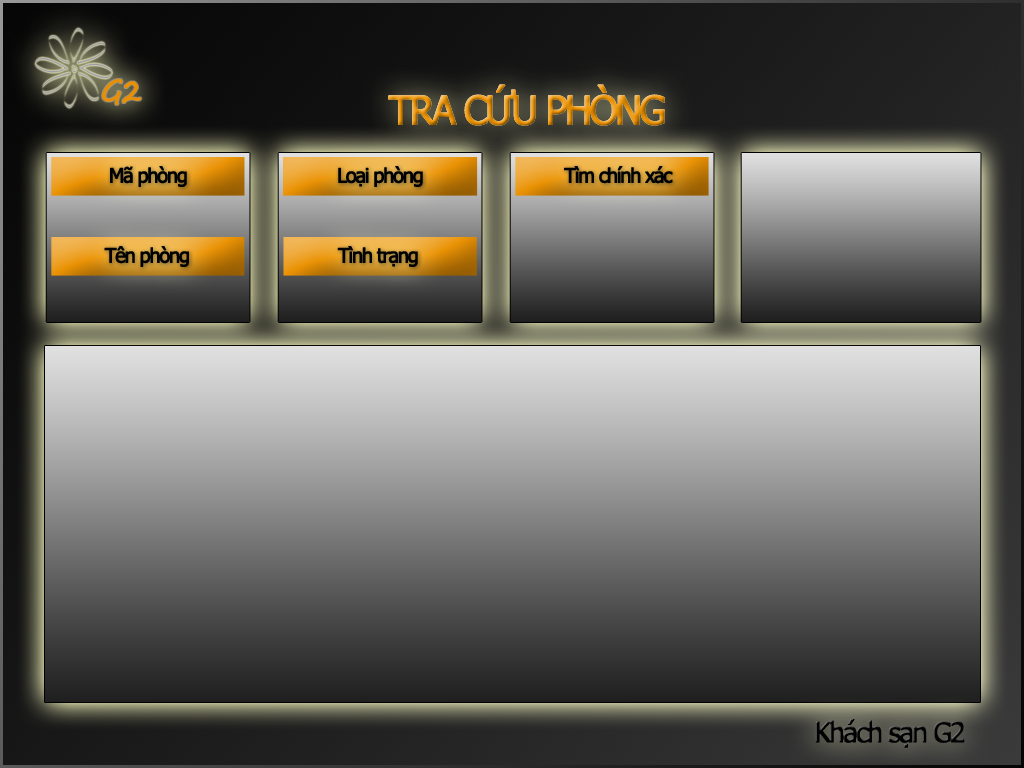 G2
TRA CỨU PHÒNG
Mã phòng
Loại phòng
Tìm chính xác
Tên phòng
Tình trạng
Khách sạn G2